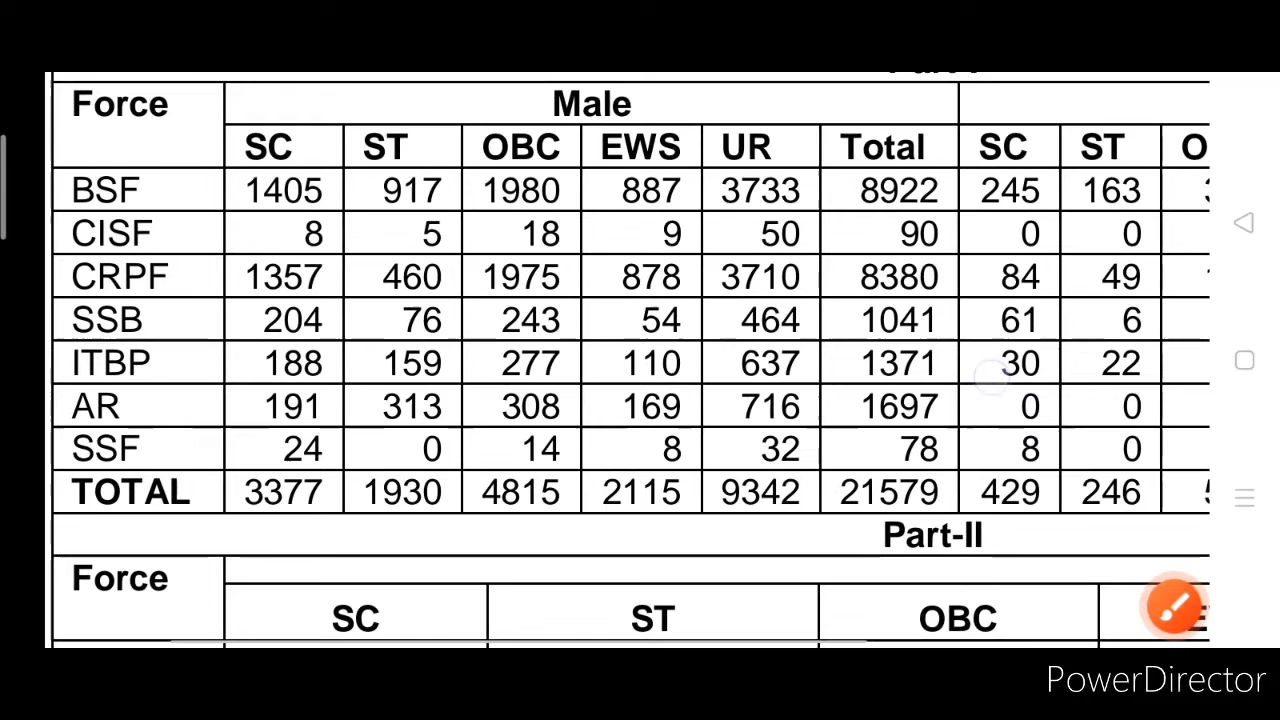 Force Male
SC ST OBC EWS UR Total SC ST
BSF 1405 917 1980 887 3733 8922 245 163
CISF 8 5 18 9 50 90 0 0
CRPF 1357 460 1975 878 3710 8380 84 49
SSB 204 76 243 54 464 1041 61 6
ITBP 188 159 277 110 637 1371 30 22
AR 191 313 308 169 716 1697 0 0
SSF 24 0 14 8 32 78 8 0
TOTAL 3377 1930 4815 2115 9342 21579 429 246
Part-II
Force
SC ST OBC
PowerDirector